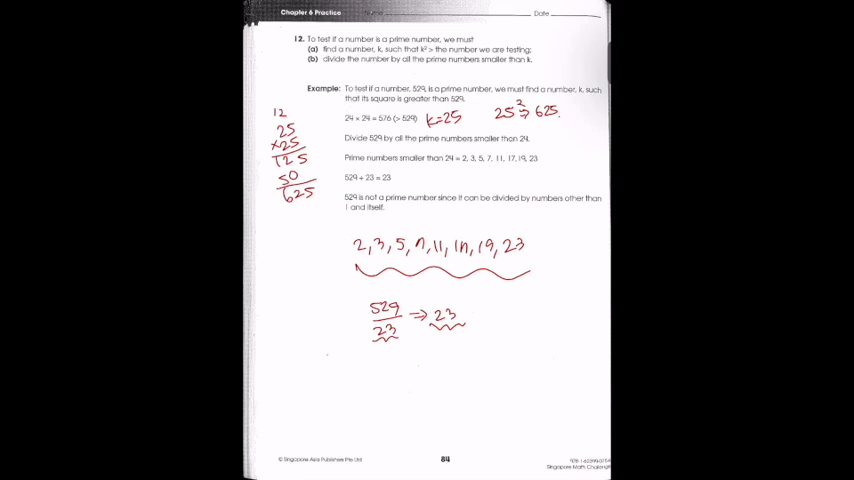 Chapter 6 Practice
Date
12. To test if a number is a prime number, we must
(a) find a number, k, such that k² > the number we are testing;
(b) divide the number by all the prime numbers smaller than k.
Example: To test if a number, 529, is a prime number, we must find a number, k, such
that its square is greater than 529.
24 × 24 = 576 (> 529) k=25 25² ⇒ 625.
12
25
×25
125
50
625
Divide 529 by all the prime numbers smaller than 24.
Prime numbers smaller than 24 = 2, 3, 5, 7, 11, 17, 19, 23
529 ÷ 23 = 23
529 is not a prime number since it can be divided by numbers other than
1 and itself.
2, 3, 5, 7, 11, 17, 19, 23
529
23 ⇒ 23
© Singapore Asia Publishers Pte Ltd
84
Singapore Math